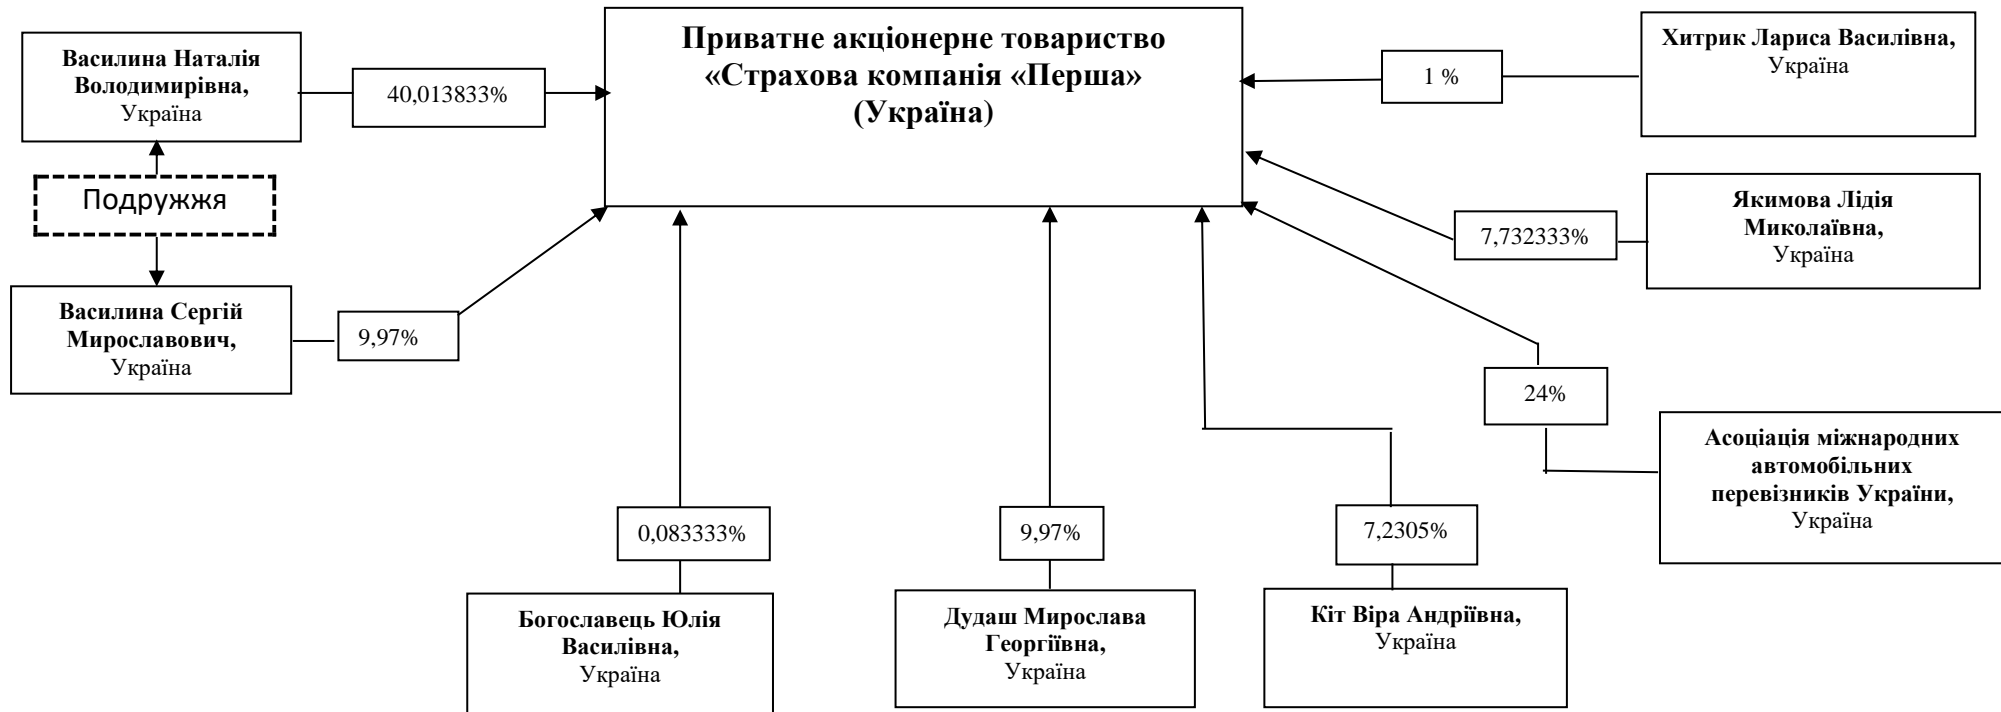 Приватне акціонерне товариство
«Страхова компанія «Перша»
(Україна)
Василина Наталія
Володимирівна,
Україна
40,013833%
Подружжя
Василина Сергій
Мирославович,
Україна
9,97%
Хитрик Лариса Василівна,
Україна
1 %
Якимова Лідія
Миколаївна,
Україна
7,732333%
24%
Асоціація міжнародних
автомобільних
перевізників України,
Україна
0,083333%
Богославець Юлія
Василівна,
Україна
9,97%
Дудаш Мирослава
Георгіївна,
Україна
7,2305%
Кіт Віра Андріївна,
Україна